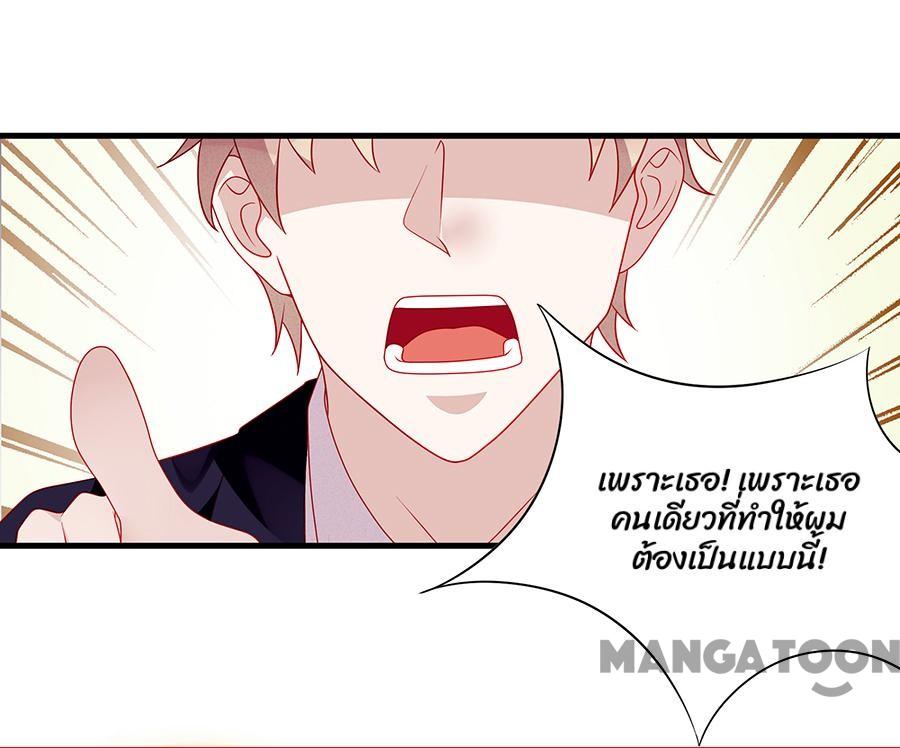 เพราะเธอ! เพราะเธอ
คนเดียวที่ทำให้ผม
ต้องเป็นแบบนี้!
MANGATOON